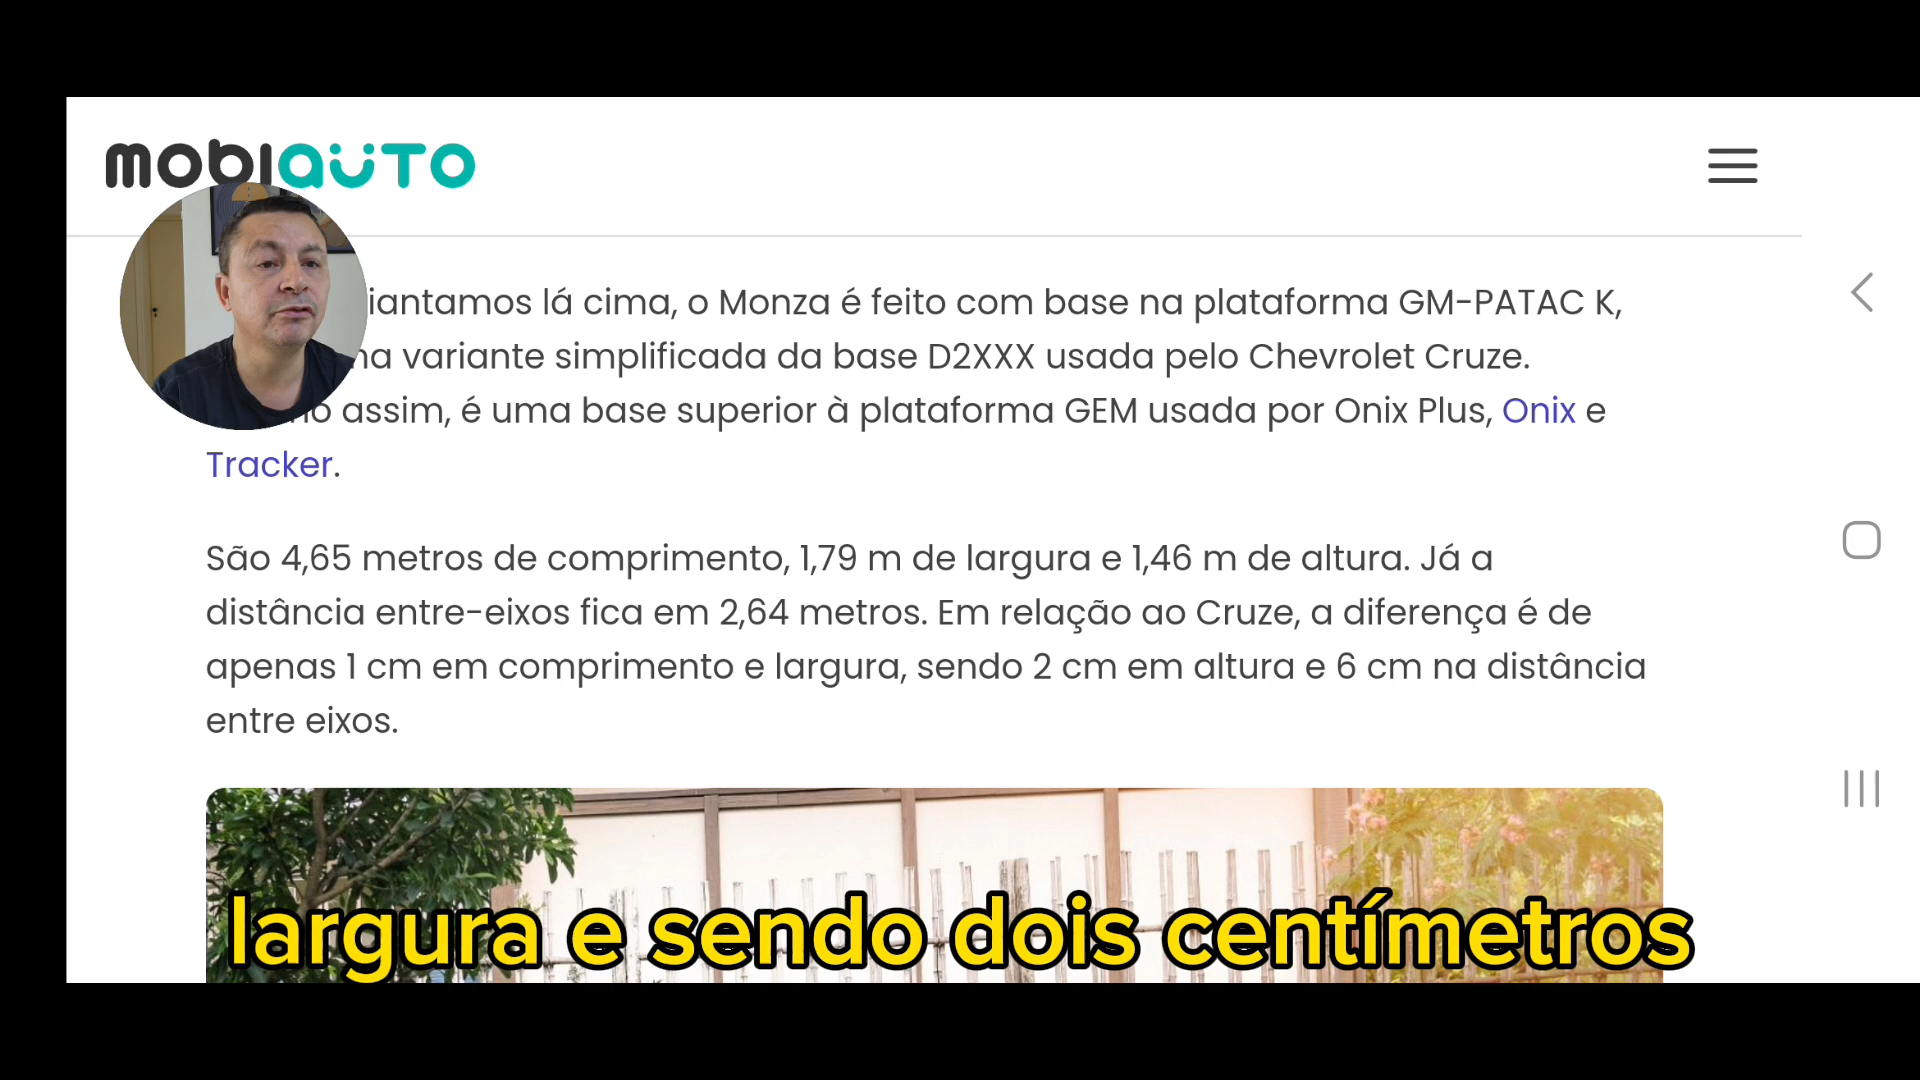 mobiauto
iantamos lá cima, o Monza é feito com base na plataforma GM-PATAC K,
variante simplificada da base D2XXX usada pelo Chevrolet Cruze.
assim, é uma base superior à plataforma GEM usada por Onix Plus, Onix e
Tracker.
São 4,65 metros de comprimento, 1,79 m de largura e 1,46 m de altura. Já a
distância entre-eixos fica em 2,64 metros. Em relação ao Cruze, a diferença é de
apenas 1 cm em comprimento e largura, sendo 2 cm em altura e 6 cm na distância
entre eixos.
largura e sendo dois centímetros